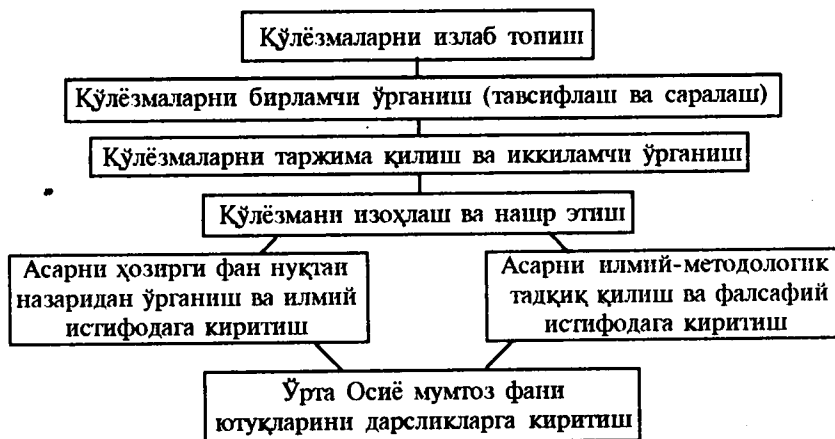 Қўлёзмаларни излаб топиш
Қўлёзмаларни бирламчи ўрганиш (тавсифлаш ва саралаш)
Қўлёзмаларни таржима қилиш ва иккиламчи ўрганиш
Қўлёзмани изоҳлаш ва нашр этиш
Асарни ҳозирги фан нуқтаи
назаридан ўрганиш ва илмий
истифодага киритиш
Асарни илмий-методологик
тадқиқ қилиш ва фалсафий
истифодага киритиш
Ўрта Осиё мумтоз фани
ютуқларини дарсликларга киритиш